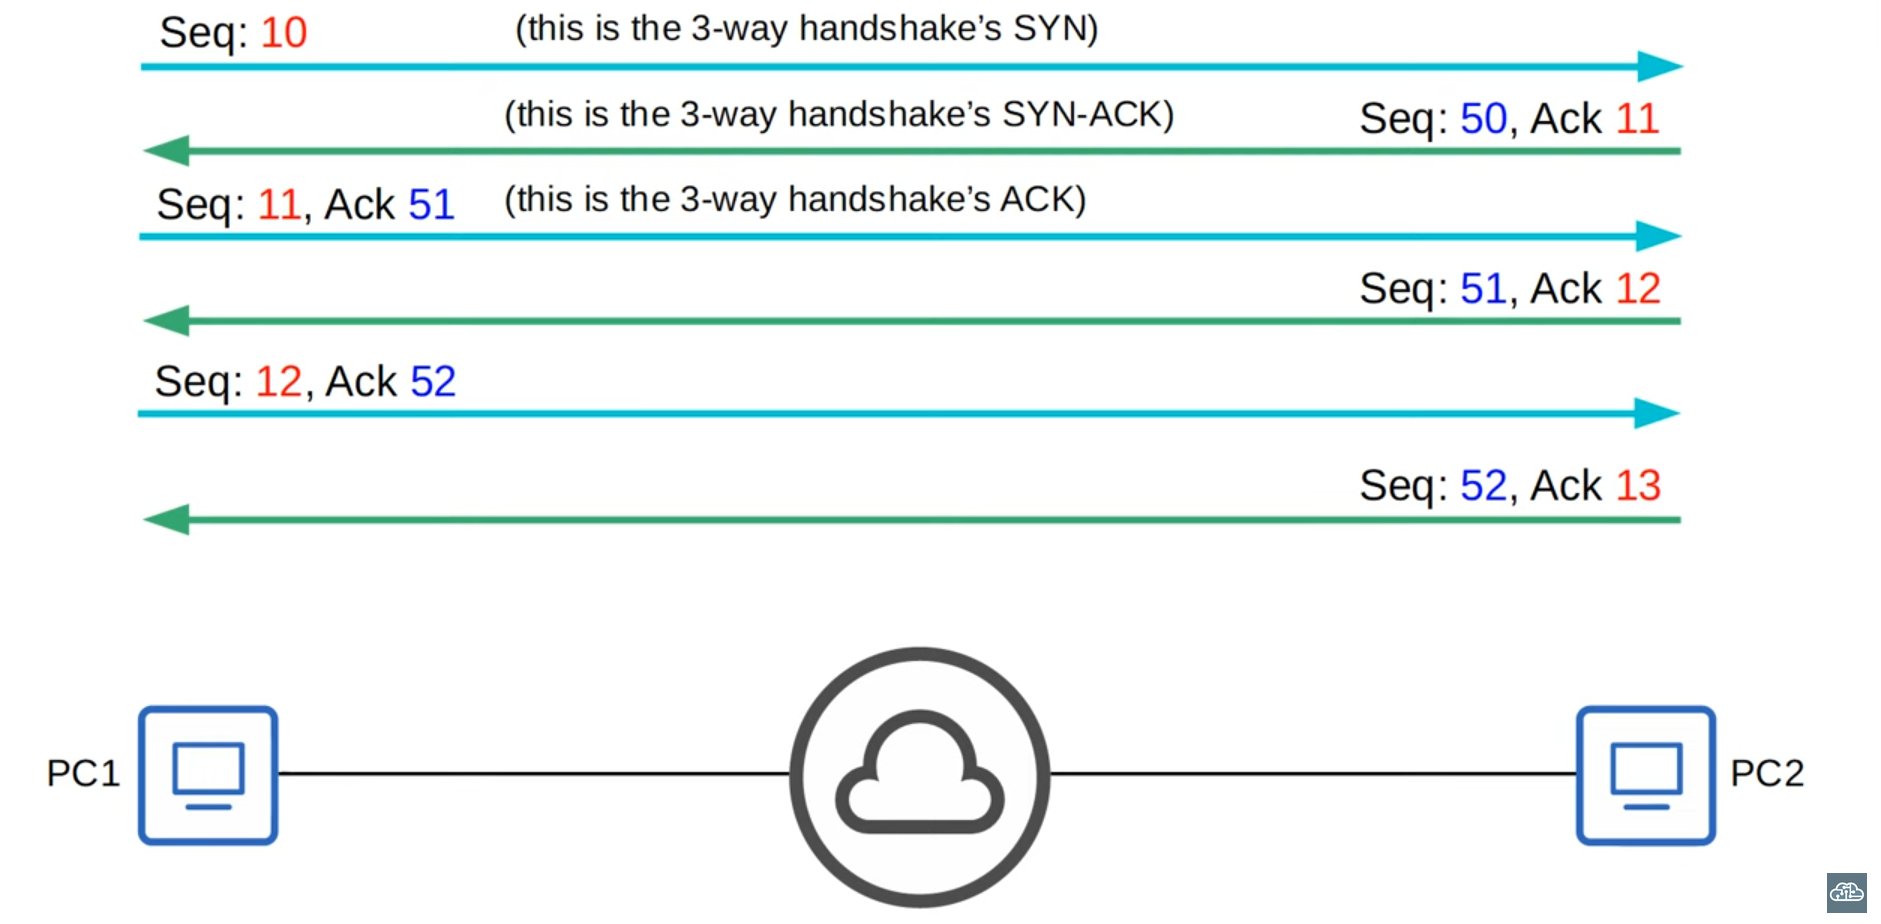 Seq: 10 (this is the 3-way handshake’s SYN)
(this is the 3-way handshake’s SYN-ACK) Seq: 50, Ack 11
Seq: 11, Ack 51 (this is the 3-way handshake’s ACK)
Seq: 51, Ack 12
Seq: 12, Ack 52
Seq: 52, Ack 13
PC1 PC2